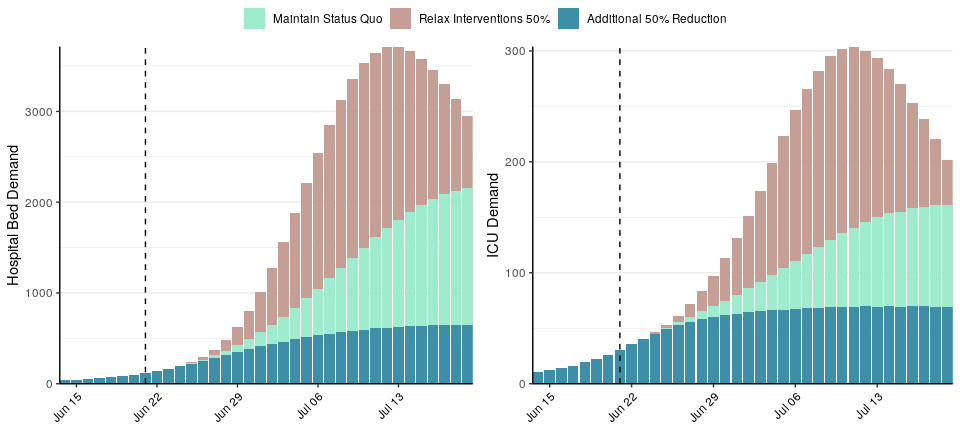 Maintain Status Quo
Relax Interventions 50%
Additional 50% Reduction
Hospital Bed Demand
3000
2000
1000
0
Jun 15
Jun 22
Jun 29
Jul 06
Jul 13
ICU Demand
300
200
100
0
Jun 15
Jun 22
Jun 29
Jul 06
Jul 13